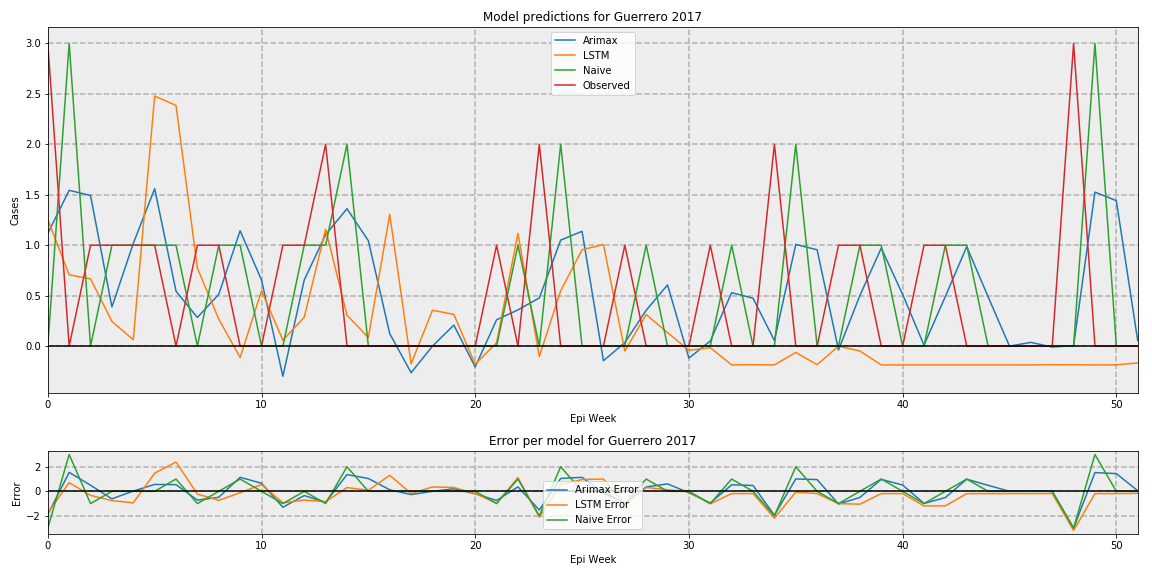 Model predictions for Guerrero 2017
Arimax
LSTM
Naive
Observed
3.0
2.5
2.0
1.5
1.0
0.5
0.0
Cases
0
10
20
30
40
50
Epi Week
Error per model for Guerrero 2017
2
0
−2
Error
Arimax Error
LSTM Error
Naive Error
0
10
20
30
40
50
Epi Week